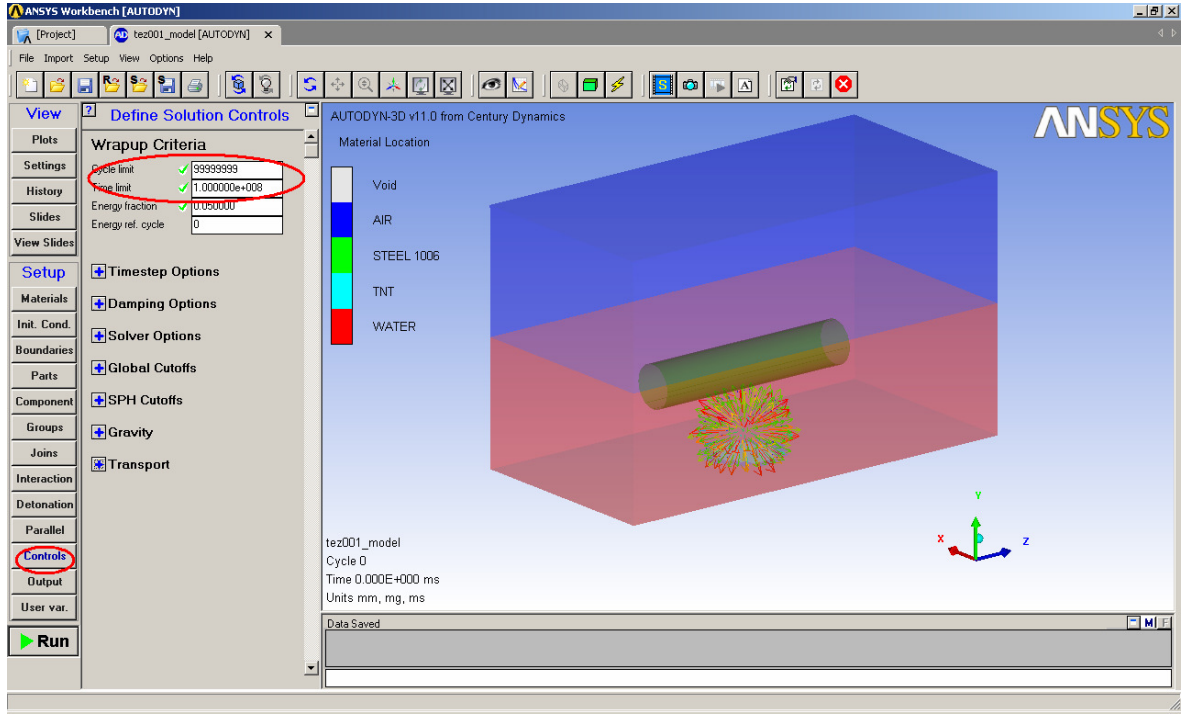 ANSYS Workbench [AUTODYN]
[Project]
AD tez001_model [AUTODYN] ×
File Import Setup View Options Help
View
Plots
Settings
History
Slides
View Slides
Setup
Materials
Init. Cond.
Boundaries
Parts
Component
Groups
Joins
Interaction
Detonation
Parallel
Controls
Output
User var.
Run
? Define Solution Controls
Wrapup Criteria
Cycle limit 99999999
Time limit 1.000000e+008
Energy fraction 0.050000
Energy ref. cycle 0
Timestep Options
Damping Options
Solver Options
Global Cutoffs
SPH Cutoffs
Gravity
Transport
AUTODYN-3D v11.0 from Century Dynamics
Material Location
Void
AIR
STEEL 1006
TNT
WATER
ANSYS
Y
X
Z
tez001_model
Cycle 0
Time 0.000E+000 ms
Units mm, mg, ms
Data Saved
M F